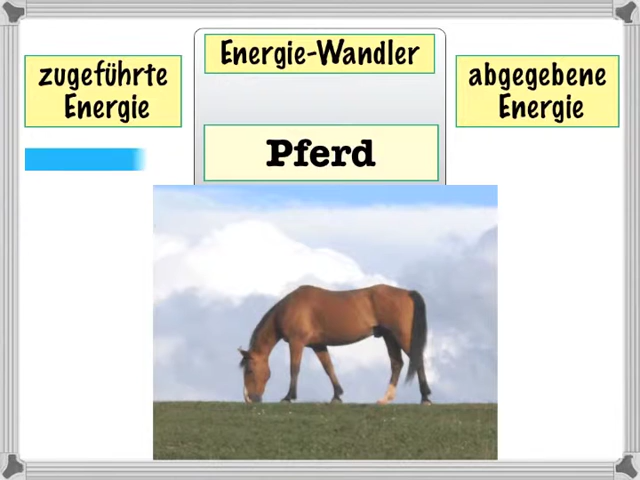 zugeführte
Energie
Energie-Wandler
Pferd
abgegebene
Energie